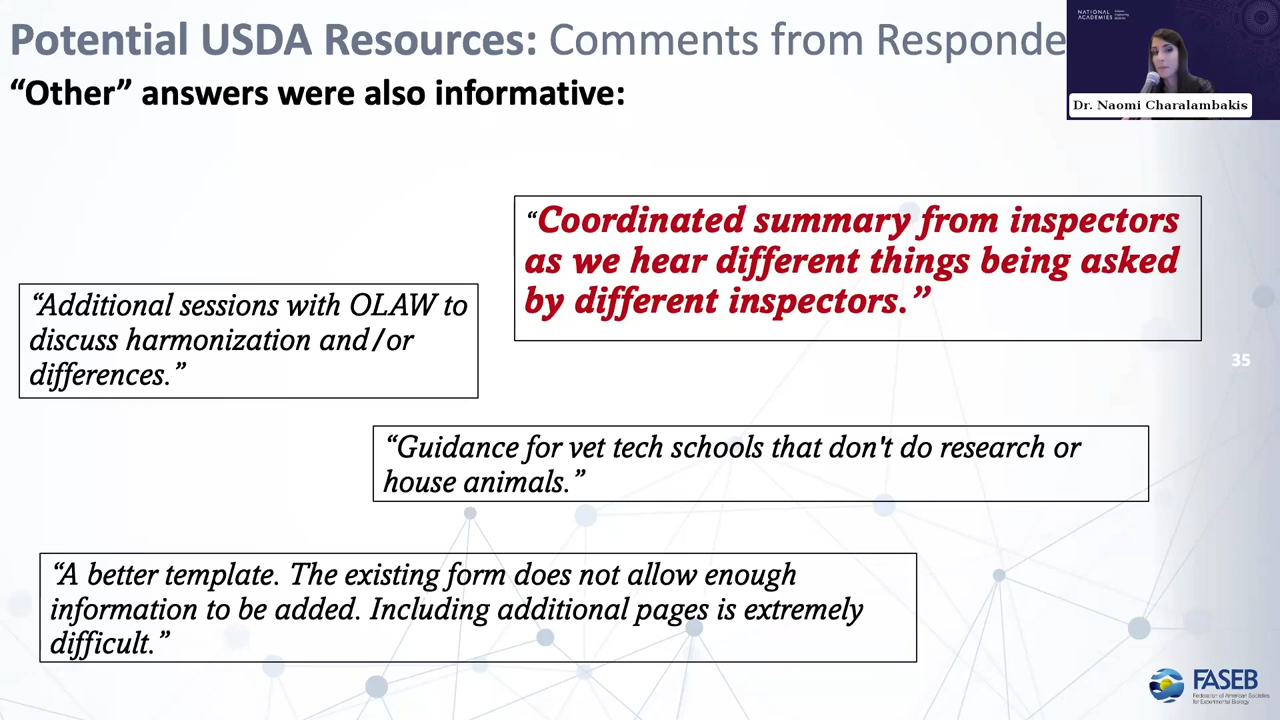 Potential USDA Resources: Comments from Responde
NATIONAL
ACADEMIES
Dr. Naomi Charalambakis
“Other” answers were also informative:
“Coordinated summary from inspectors
as we hear different things being asked
by different inspectors.”
“Additional sessions with OLAW to
discuss harmonization and/or
differences.”
35
“Guidance for vet tech schools that don't do research or
house animals.”
“A better template. The existing form does not allow enough
information to be added. Including additional pages is extremely
difficult.”
FASEB
Federation of American Societies
for Experimental Biology